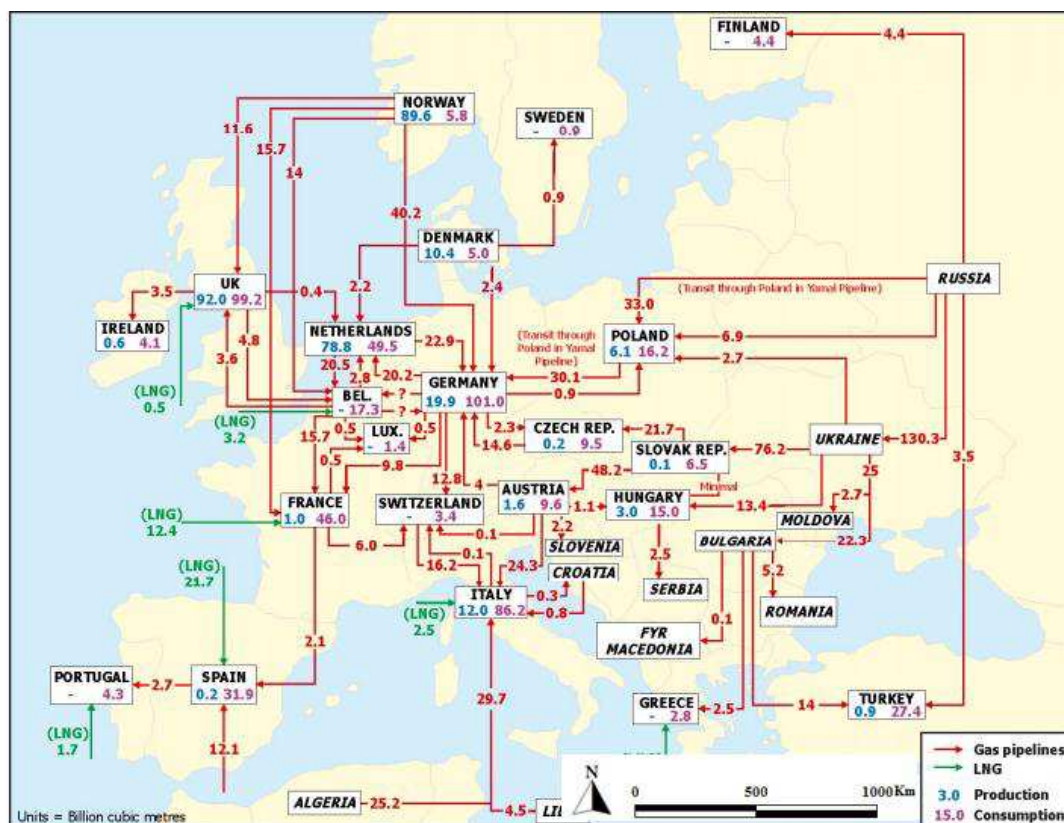 FINLAND
- 4.4
4.4
NORWAY
89.6 5.8
SWEDEN
- 0.9
11.6
15.7
14
40.2
0.9
DENMARK
10.4 5.0
RUSSIA
UK
92.0 99.2
3.5
0.4
2.2
2.4
33.0
(Transit through Poland in Yamal Pipeline)
IRELAND
0.6 4.1
NETHERLANDS
78.8 49.5
22.9
(Transit through
Poland in Yamal
Pipeline)
POLAND
6.1 16.2
6.9
2.7
3.6
4.8
20.5
2.8
20.2
GERMANY
19.9 101.0
30.1
0.9
(LNG)
0.5
BEL.
- 17.3
?
?
(LNG)
3.2
15.7
0.5
LUX.
- 1.4
0.5
2.3
14.6
CZECH REP.
0.2 9.5
21.7
SLOVAK REP.
0.1 6.5
76.2
UKRAINE
130.3
3.5
0.5
9.8
12.8
4
48.2
Minimal
25
FRANCE
1.0 46.0
SWITZERLAND
- 3.4
AUSTRIA
1.6 9.6
1.1
HUNGARY
3.0 15.0
13.4
2.7
MOLDOVA
(LNG)
12.4
6.0
0.1
2.2
SLOVENIA
BULGARIA
22.3
0.1
16.2
24.3
CROATIA
2.5
SERBIA
5.2
ROMANIA
(LNG)
21.7
(LNG)
2.5
ITALY
12.0 86.2
0.3
0.8
0.1
FYR
MACEDONIA
2.1
PORTUGAL
- 4.3
2.7
SPAIN
0.2 31.9
29.7
GREECE
- 2.8
2.5
14
TURKEY
0.9 27.4
(LNG)
1.7
12.1
ALGERIA
25.2
4.5
N
0 500 1000 Km
Gas pipelines
LNG
3.0 Production
15.0 Consumption
Units = Billion cubic metres